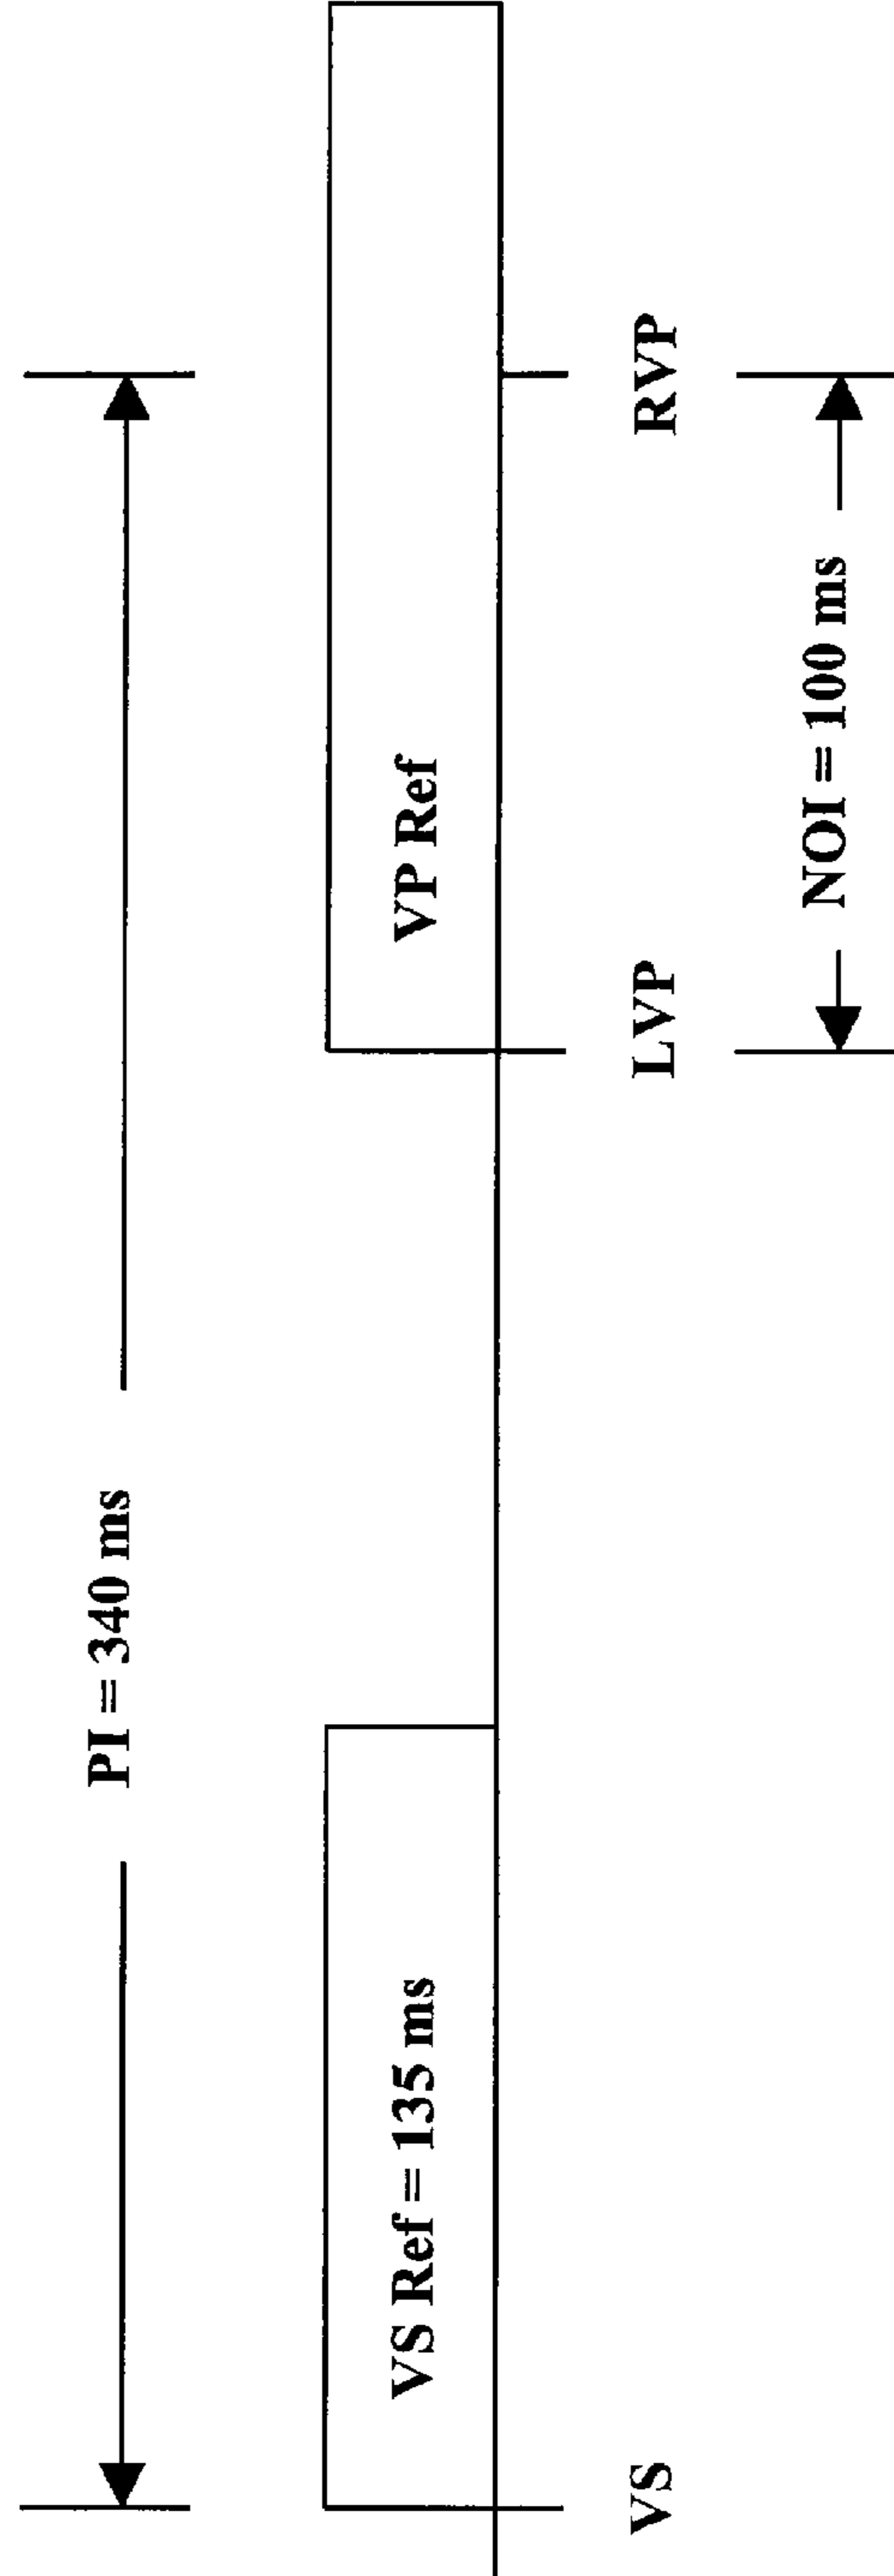 PI = 340 ms
VS Ref = 135 ms
VP Ref
VS
LVP
RVP
NOI = 100 ms